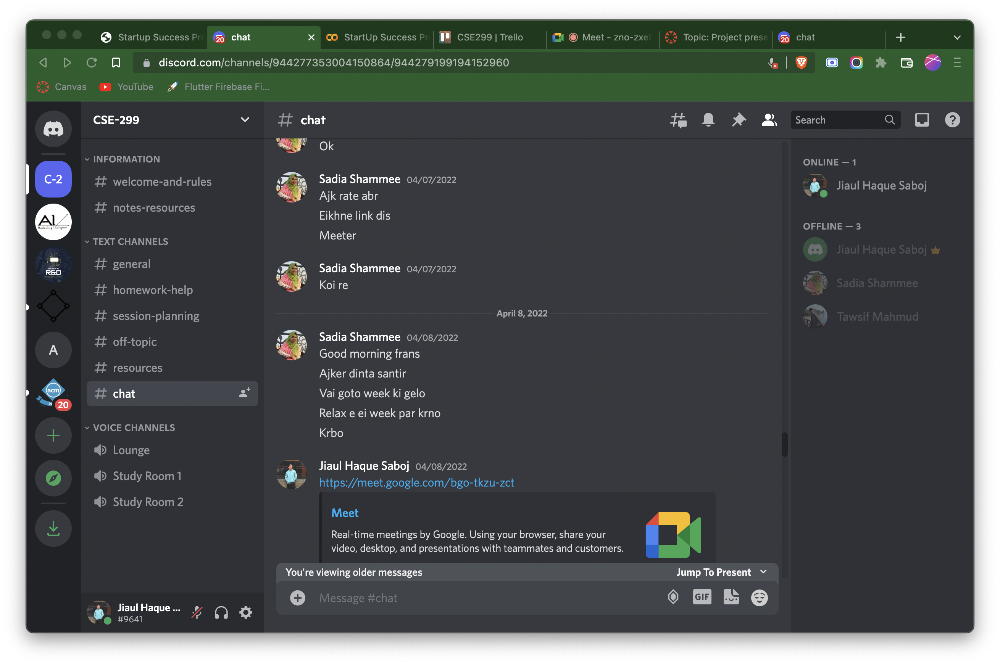 Startup Success Pre
20
chat
StartUp Success Pr
CSE299 | Trello
Meet - zno-zxet
Topic: Project prese
20
chat
discord.com/channels/944277353004150864/944279199194152960
Canvas
YouTube
Flutter Firebase Fi...
CSE-299
chat
Search
C-2
AI
Accelerating Intelligence
R&D
A
acm
20
INFORMATION
welcome-and-rules
notes-resources
TEXT CHANNELS
general
homework-help
session-planning
off-topic
resources
chat
VOICE CHANNELS
Lounge
Study Room 1
Study Room 2
Jiaul Haque ...
#9641
Ok
Sadia Shammee 04/07/2022
Ajk rate abr
Eikhne link dis
Meeter
Sadia Shammee 04/07/2022
Koi re
April 8, 2022
Sadia Shammee 04/08/2022
Good morning frans
Ajker dinta santir
Vai goto week ki gelo
Relax e ei week par krno
Krbo
Jiaul Haque Saboj 04/08/2022
https://meet.google.com/bgo-tkzu-zct
Meet
Real-time meetings by Google. Using your browser, share your
video, desktop, and presentations with teammates and customers.
You're viewing older messages
Jump To Present
Message #chat
GIF
ONLINE — 1
Jiaul Haque Saboj
OFFLINE — 3
Jiaul Haque Saboj
Sadia Shammee
Tawsif Mahmud